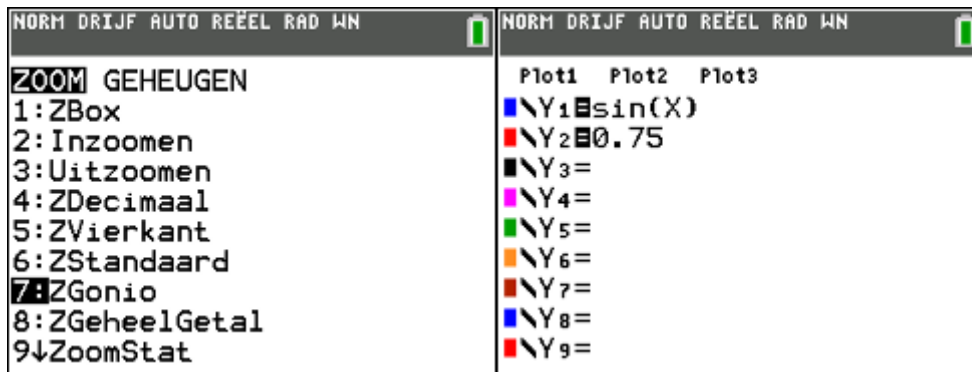 NORM DRIJF AUTO REËEL RAD WN
ZOOM GEHEUGEN
1:ZBox
2:Inzoomen
3:Uitzoomen
4:ZDecimaal
5:ZVierkant
6:ZStandaard
7:ZGonio
8:ZGeheelGetal
9↓ZoomStat
NORM DRIJF AUTO REËEL RAD WN
Plot1 Plot2 Plot3
\Y1=sin(X)
\Y2=0.75
\Y3=
\Y4=
\Y5=
\Y6=
\Y7=
\Y8=
\Y9=